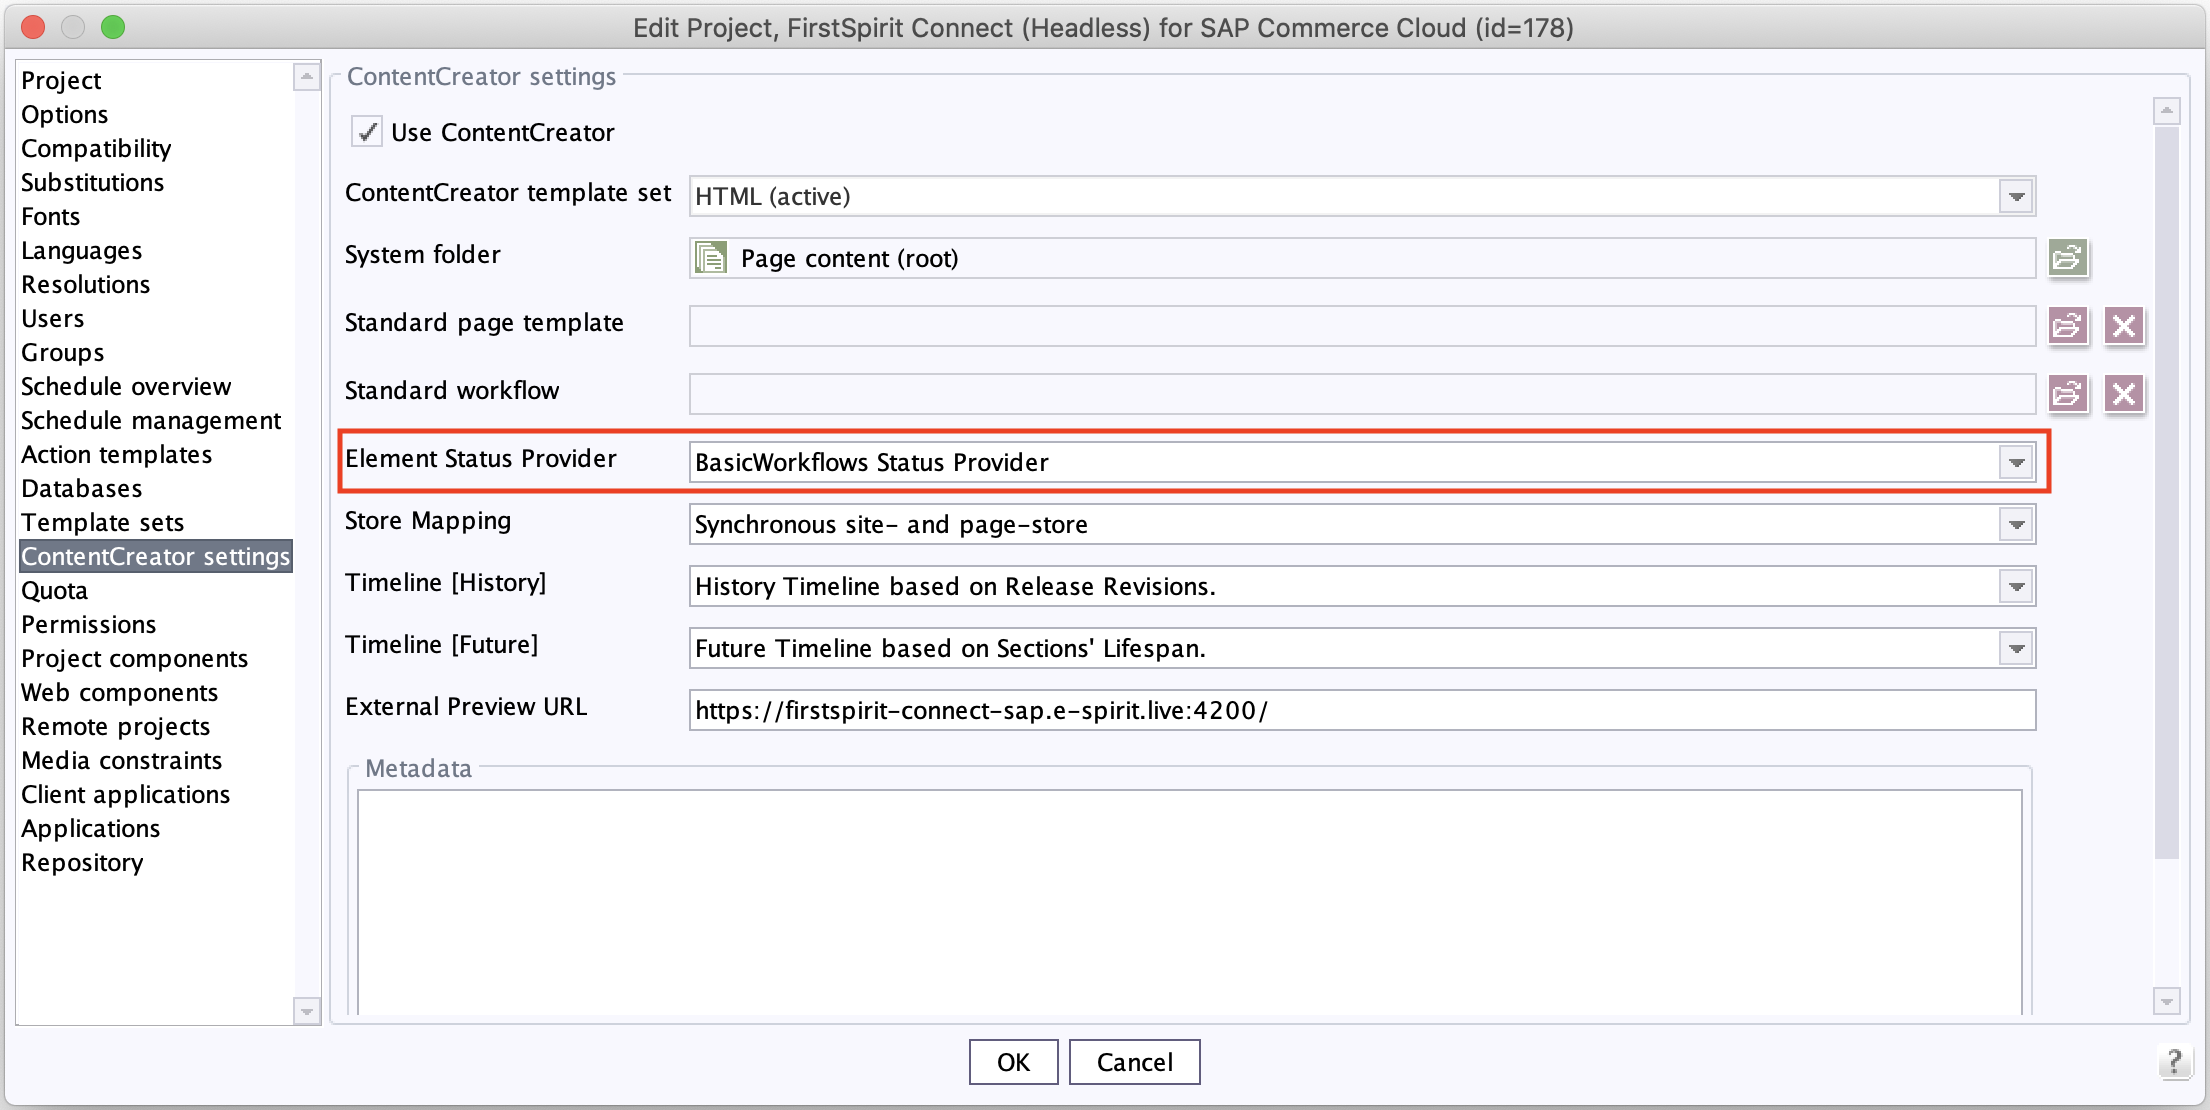 Edit Project, FirstSpirit Connect (Headless) for SAP Commerce Cloud (id=178)
Project
Options
Compatibility
Substitutions
Fonts
Languages
Resolutions
Users
Groups
Schedule overview
Schedule management
Action templates
Databases
Template sets
ContentCreator settings
Quota
Permissions
Project components
Web components
Remote projects
Media constraints
Client applications
Applications
Repository
ContentCreator settings
Use ContentCreator
ContentCreator template set HTML (active)
System folder Page content (root)
Standard page template
Standard workflow
Element Status Provider BasicWorkflows Status Provider
Store Mapping Synchronous site- and page-store
Timeline [History] History Timeline based on Release Revisions.
Timeline [Future] Future Timeline based on Sections' Lifespan.
External Preview URL https://firstspirit-connect-sap.e-spirit.live:4200/
Metadata
OK Cancel
?